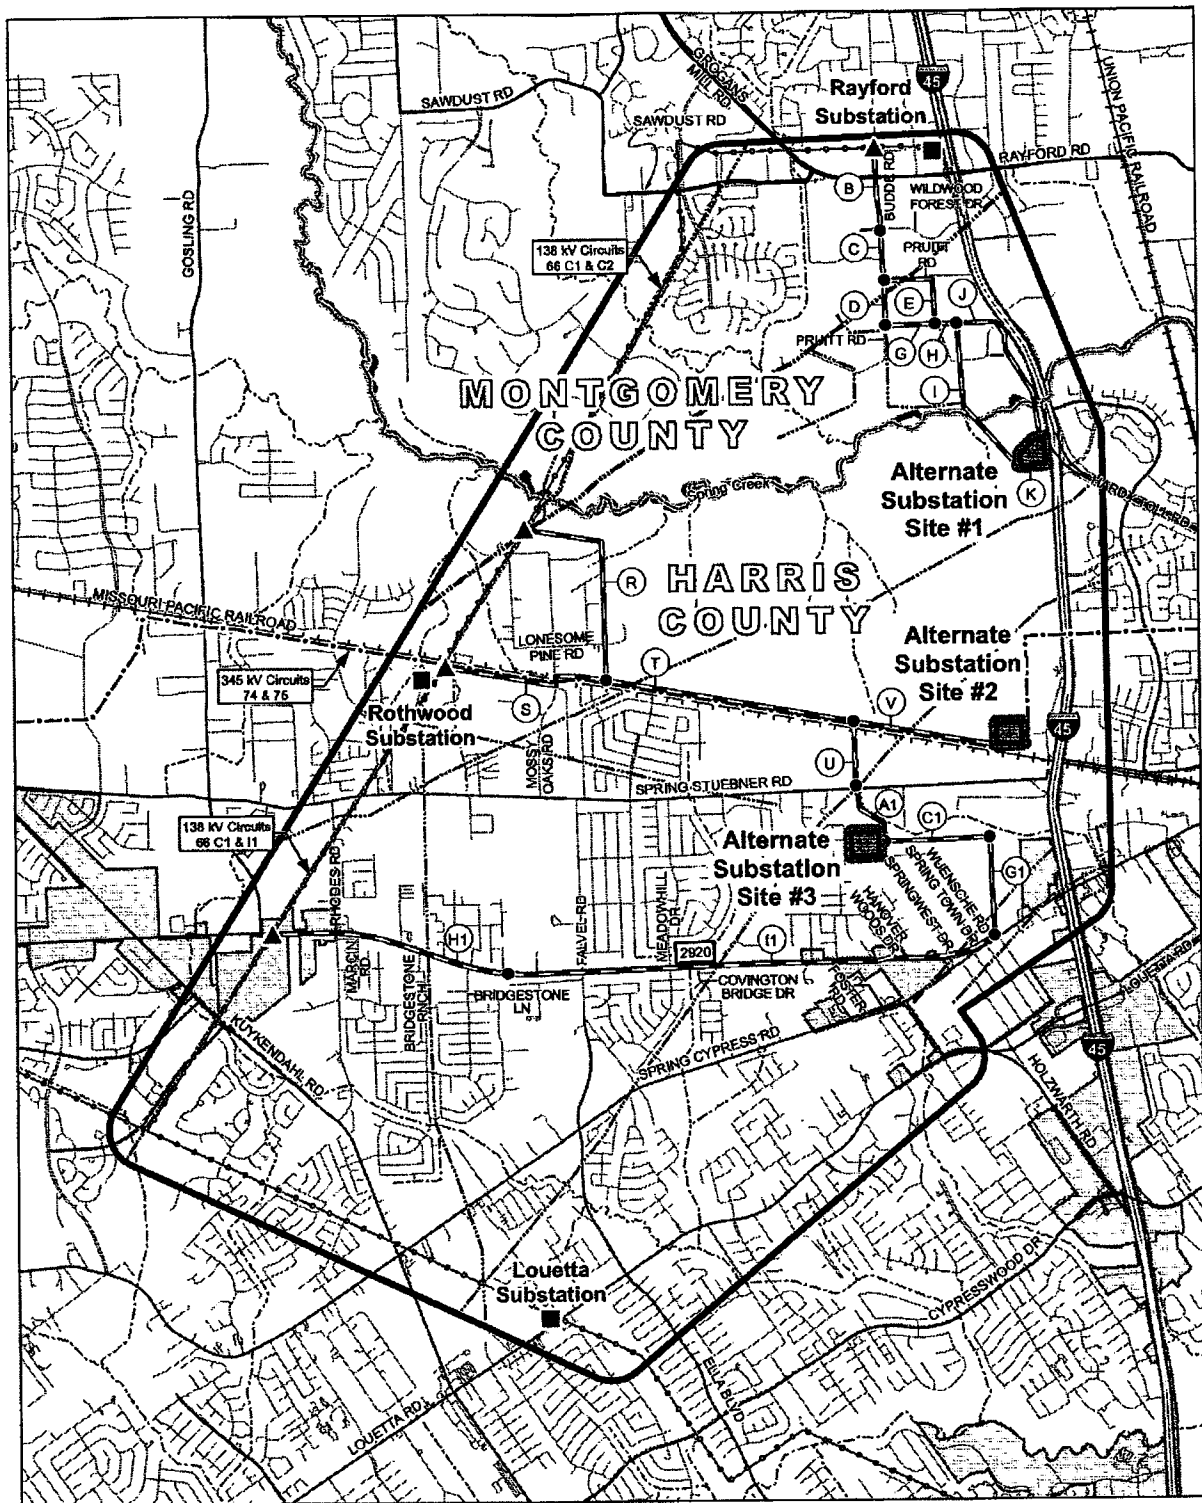 GROGANS
MILL RD
45
UNION PACIFIC RAILROAD
Rayford
Substation
SAWDUST RD
SAWDUST RD
RAYFORD RD
B
BUDDE RD
WILDWOOD
FOREST DR
GOSLING RD
138 kV Circuits
66 C1 & C2
C
PRUITT
RD
D
E
J
PRUITT RD
G
H
I
MONTGOMERY
COUNTY
Alternate
Substation
Site #1
K
Spring Creek
R
HARRIS
COUNTY
MISSOURI PACIFIC RAILROAD
LONESOME
PINE RD
T
Alternate
Substation
Site #2
345 kV Circuits
74 & 75
S
V
Rothwood
Substation
MOSSY
OAKS RD
45
U
SPRING STUEBNER RD
A1
C1
138 kV Circuits
66 C1 & I1
Alternate
Substation
Site #3
RHODES RD
WUENSCHE RD
SPRING TOWN DR
SPRINGWEST DR
HANOVER
WOODS DR
G1
FALVEL RD
MEADOWHILL
DR
H1
MARCIN
RD
2920
I1
BRIDGESTONE
LN
COVINGTON
BRIDGE DR
BRIDGESTONE
RICHI
FOSTER
RD
KUYKENDAHL RD
SPRING CYPRESS RD
45
HOLZWARTH RD
Louetta
Substation
CYPRESSWOOD DR
ELLA BLVD
LOUETTA RD